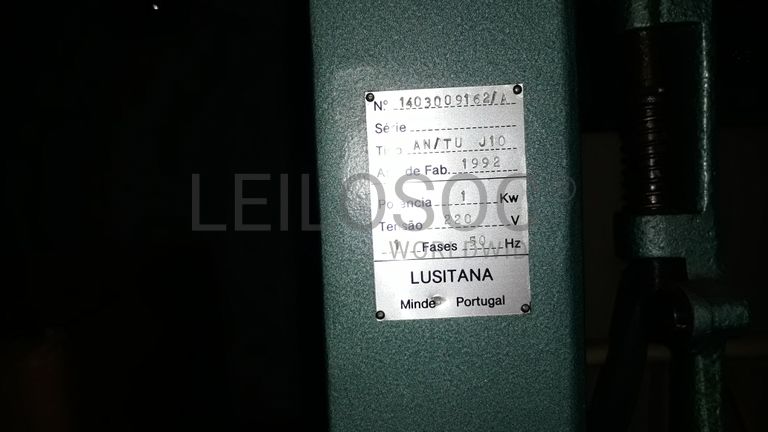 Nº 1403009162/A
Série
Tipo AN/TU J10
Ano de Fab. 1992
Potência 1 Kw
Tensão 220 V
1 Fases 50 Hz
LUSITANA
Minde Portugal
LEILOSOC®
WORLDWIDE